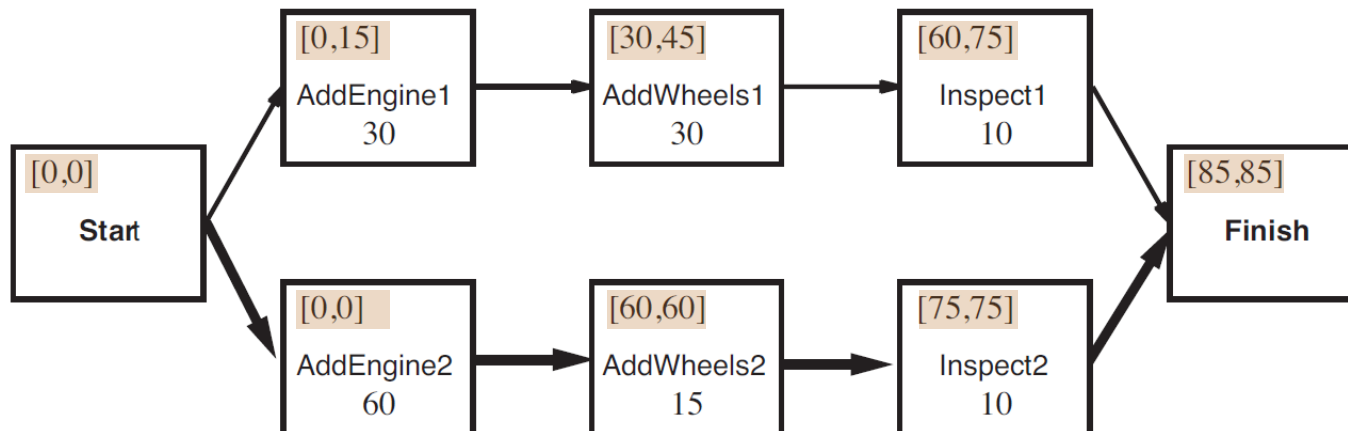 [0,15]
AddEngine1
30
[30,45]
AddWheels1
30
[60,75]
Inspect1
10
[0,0]
Start
[85,85]
Finish
[0,0]
AddEngine2
60
[60,60]
AddWheels2
15
[75,75]
Inspect2
10